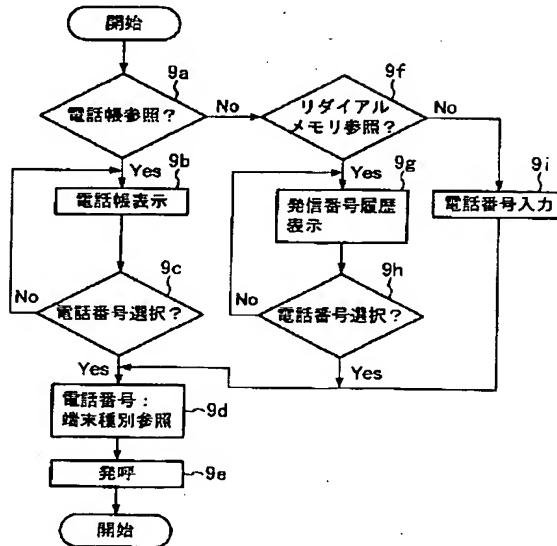 開始
9a
電話帳参照?
No
Yes
9b
電話帳表示
9c
No
電話番号選択?
Yes
電話番号:
端末種別参照
9d
発呼
9e
開始
9f
リダイアル
メモリ参照?
No
Yes
9g
発信番号履歴
表示
9h
No
電話番号選択?
Yes
9i
電話番号入力